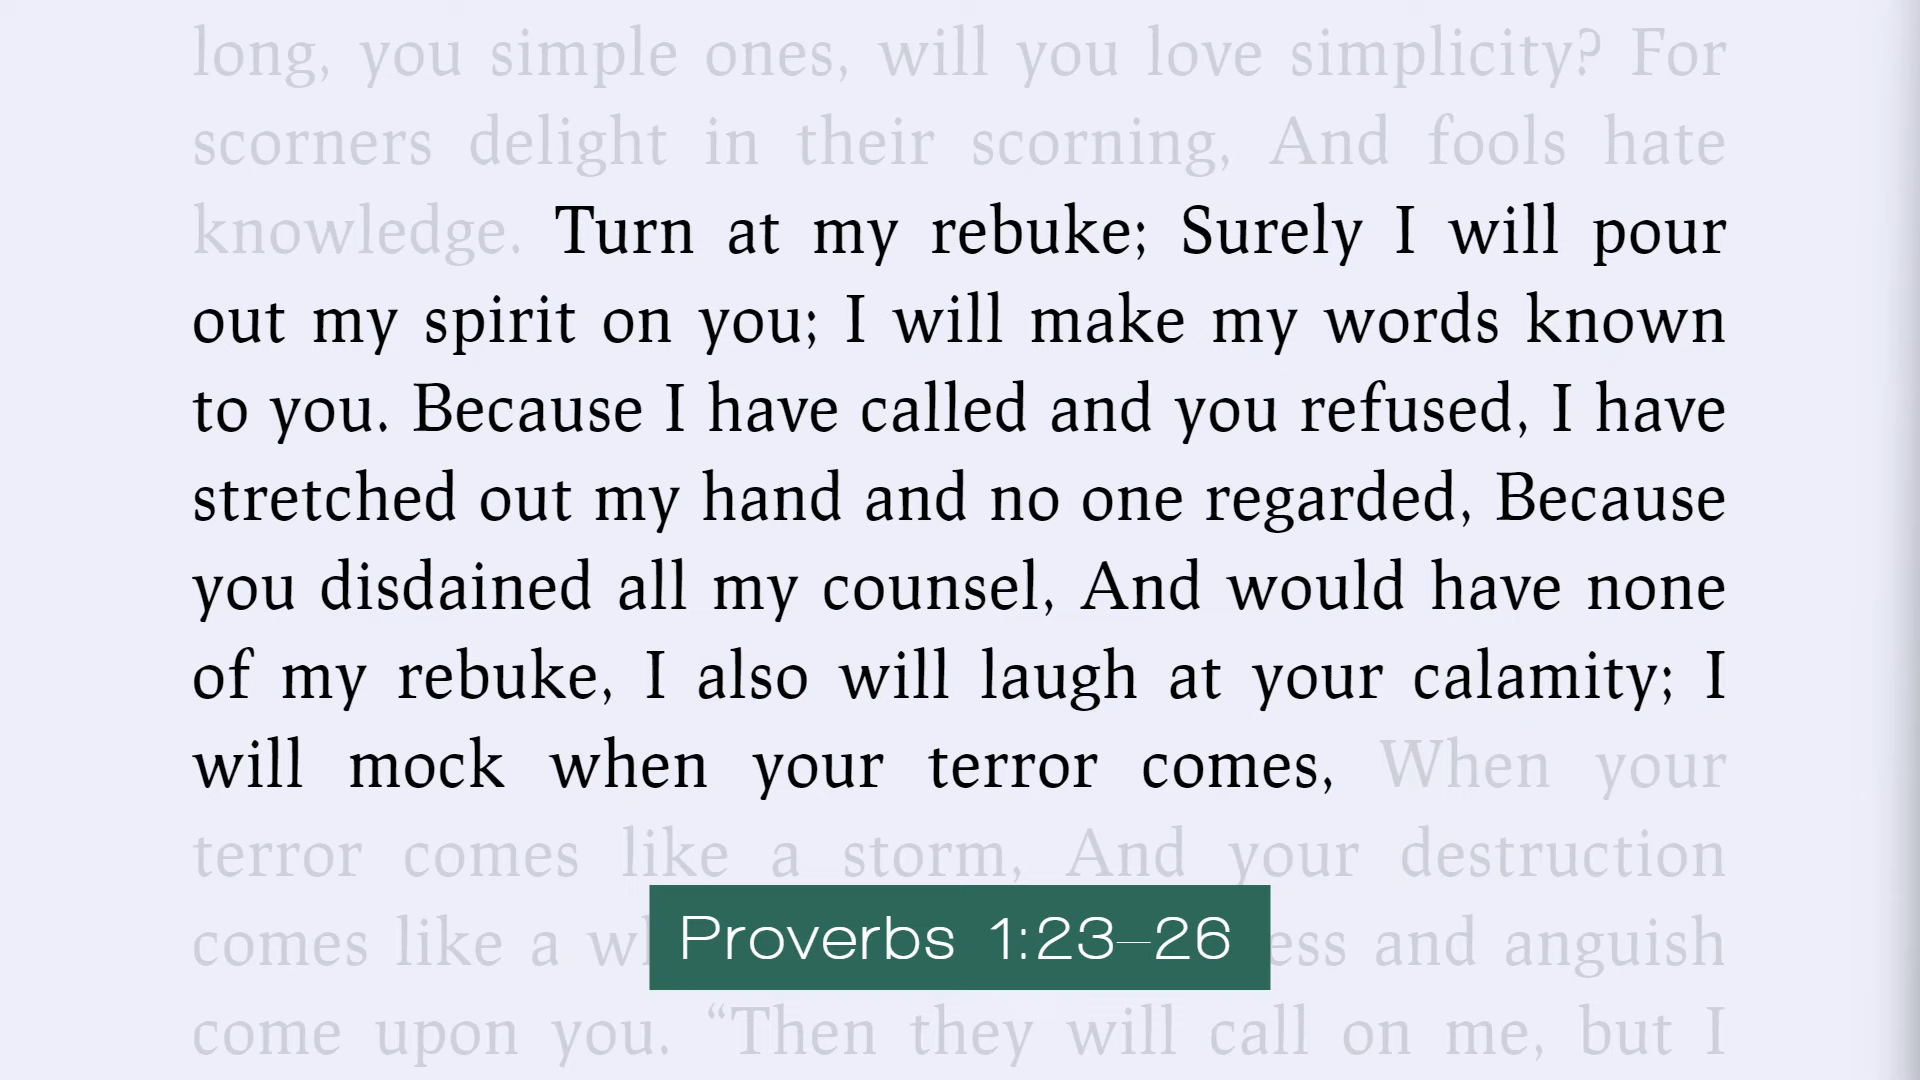 long, you simple ones, will you love simplicity? For
scorners delight in their scorning, And fools hate
knowledge. Turn at my rebuke; Surely I will pour
out my spirit on you; I will make my words known
to you. Because I have called and you refused, I have
stretched out my hand and no one regarded, Because
you disdained all my counsel, And would have none
of my rebuke, I also will laugh at your calamity; I
will mock when your terror comes, When your
terror comes like a storm, And your destruction
comes like a and anguish
Proverbs 1:23–26
come upon you. “Then they will call on me, but I